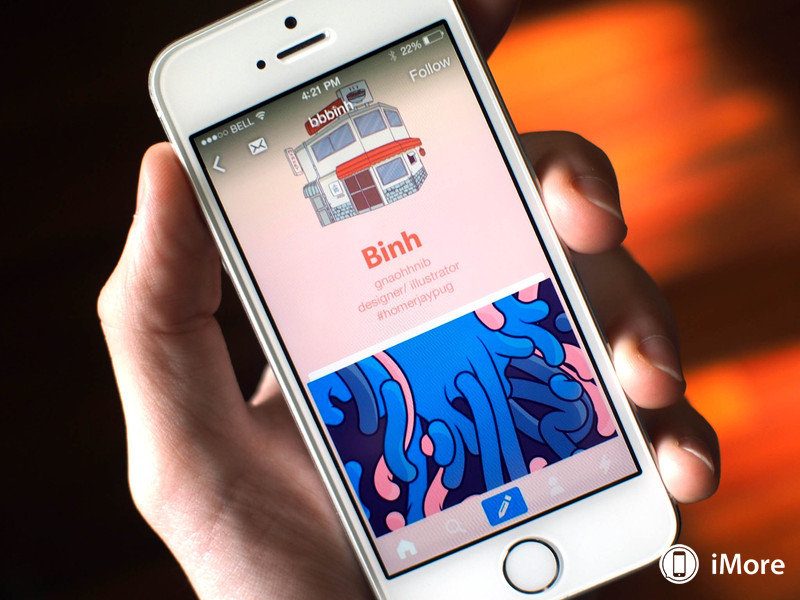 BELL 4:21 PM 22%
bbbinh Follow
Binh
gnaohhnib
designer/ illustrator
#homerjaypug
iMore